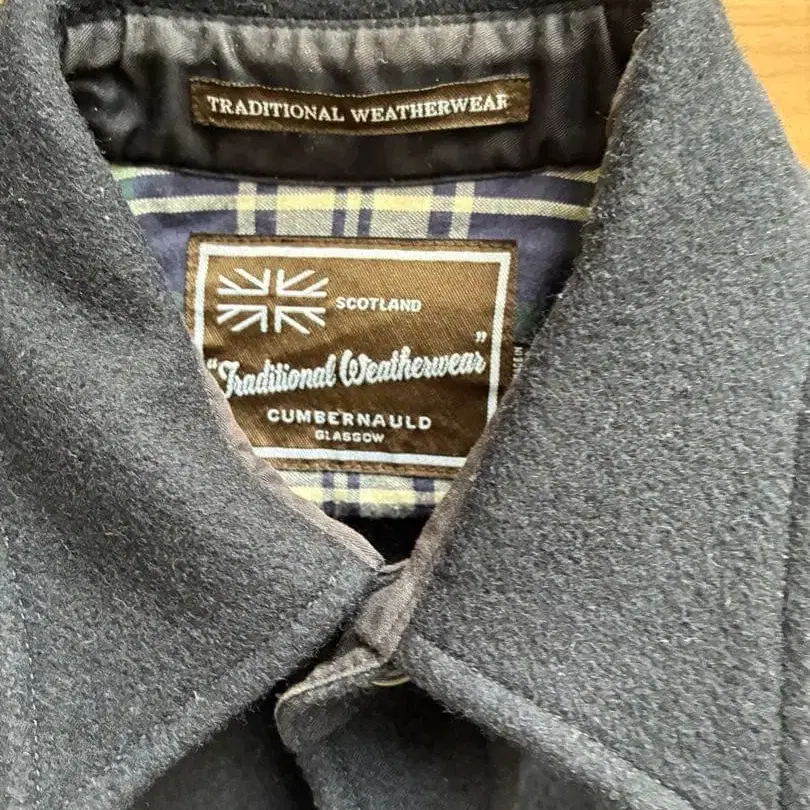 TRADITIONAL WEATHERWEAR
SCOTLAND
"Traditional Weatherwear"
CUMBERNAULD
GLASGOW